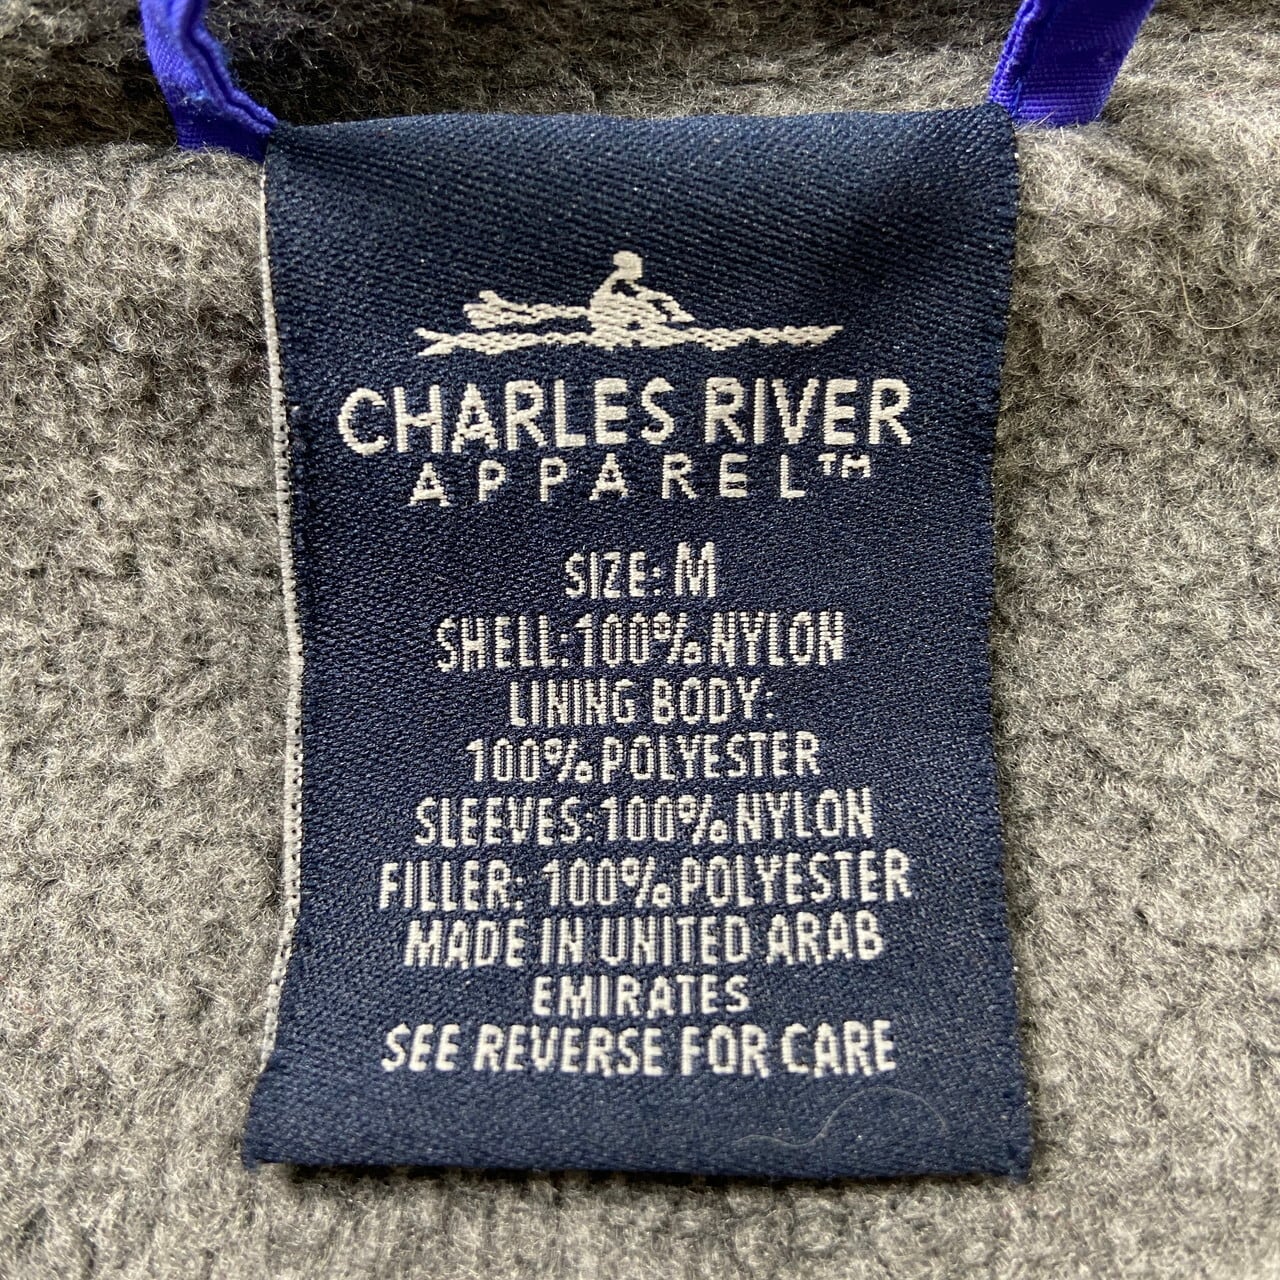 CHARLES RIVER
APPAREL™
SIZE: M
SHELL:100% NYLON
LINING BODY:
100% POLYESTER
SLEEVES:100% NYLON
FILLER: 100% POLYESTER
MADE IN UNITED ARAB
EMIRATES
SEE REVERSE FOR CARE